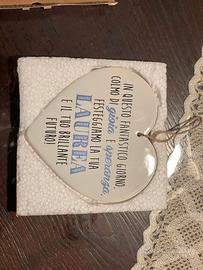 IN QUESTO FANTASTICO GIORNO,
COLMO DI gioia E speranza,
FESTEGGIAMO LA TUA
LAUREA
E IL TUO BRILLANTE
FUTURO!